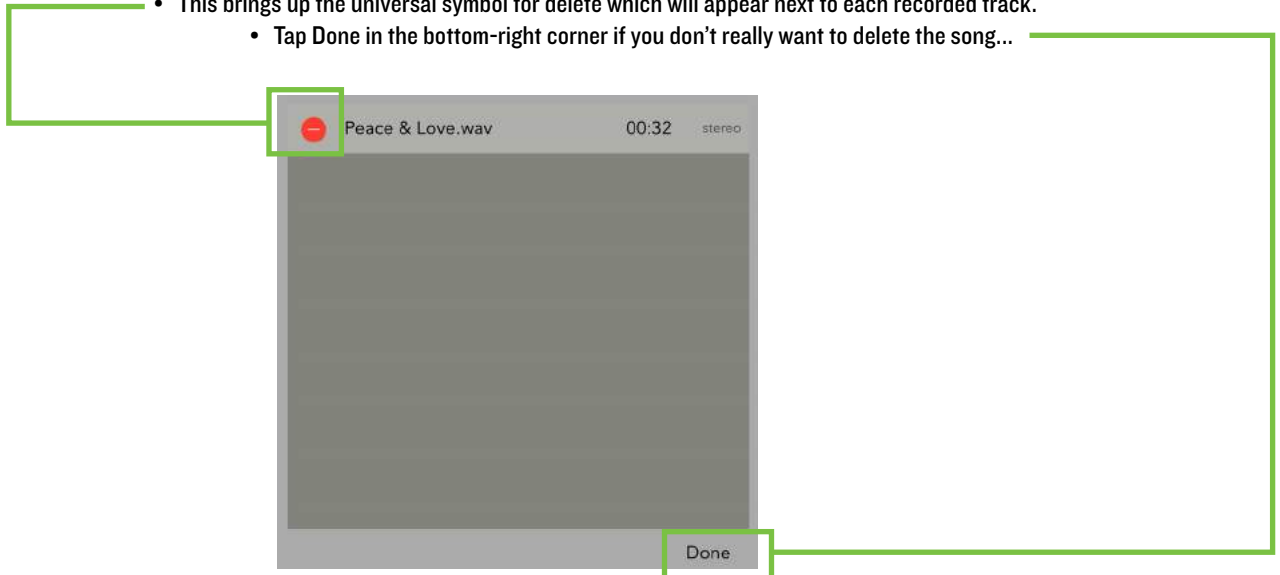 • This brings up the universal symbol for delete which will appear next to each recorded track.
• Tap Done in the bottom-right corner if you don't really want to delete the song...
Peace & Love.wav 00:32 stereo
Done